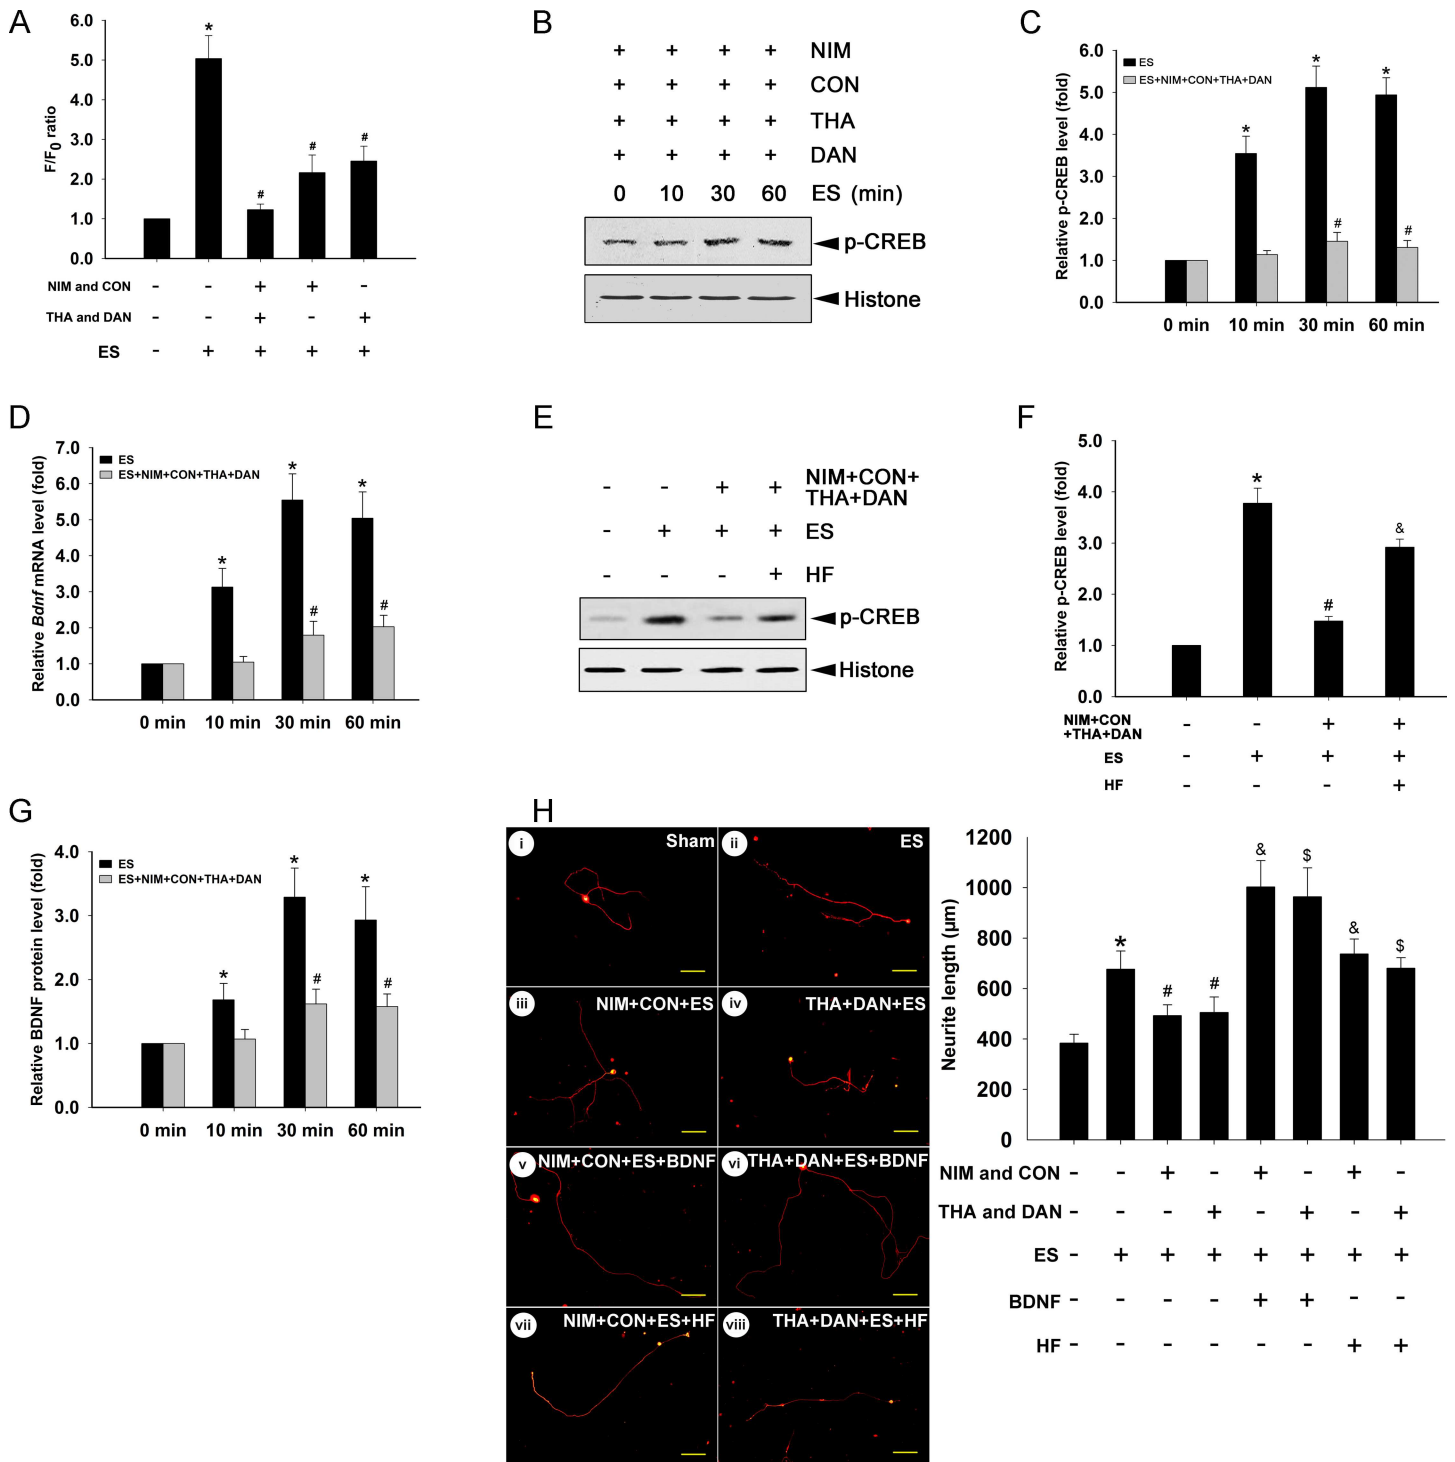 A
F/F0 ratio
6.0
5.0
4.0
3.0
2.0
1.0
0.0
*
#
#
#
NIM and CON - - + + -
THA and DAN - - + - +
ES - + + + +
B
+ + + + NIM
+ + + + CON
+ + + + THA
+ + + + DAN
0 10 30 60 ES (min)
p-CREB
Histone
C
Relative p-CREB level (fold)
6.0
5.0
4.0
3.0
2.0
1.0
0.0
ES
ES+NIM+CON+THA+DAN
*
*
*
#
#
0 min 10 min 30 min 60 min
D
Relative Bdnf mRNA level (fold)
7.0
6.0
5.0
4.0
3.0
2.0
1.0
0.0
ES
ES+NIM+CON+THA+DAN
*
*
*
#
#
0 min 10 min 30 min 60 min
E
- - + + NIM+CON+
THA+DAN
- + + + ES
- - - + HF
p-CREB
Histone
F
Relative p-CREB level (fold)
5.0
4.0
3.0
2.0
1.0
0.0
*
#
&
NIM+CON
+THA+DAN - - + +
ES - + + +
HF - - - +
G
Relative BDNF protein level (fold)
4.0
3.0
2.0
1.0
0.0
ES
ES+NIM+CON+THA+DAN
*
*
*
#
#
0 min 10 min 30 min 60 min
H
i Sham
ii ES
iii NIM+CON+ES
iv THA+DAN+ES
v NIM+CON+ES+BDNF
vi THA+DAN+ES+BDNF
vii NIM+CON+ES+HF
viii THA+DAN+ES+HF
Neurite length (µm)
1200
1000
800
600
400
200
0
*
#
#
&
$
&
$
NIM and CON - - + - + - + -
THA and DAN - - - + - + - +
ES - + + + + + + +
BDNF - - - - + + - -
HF - - - - - - + +